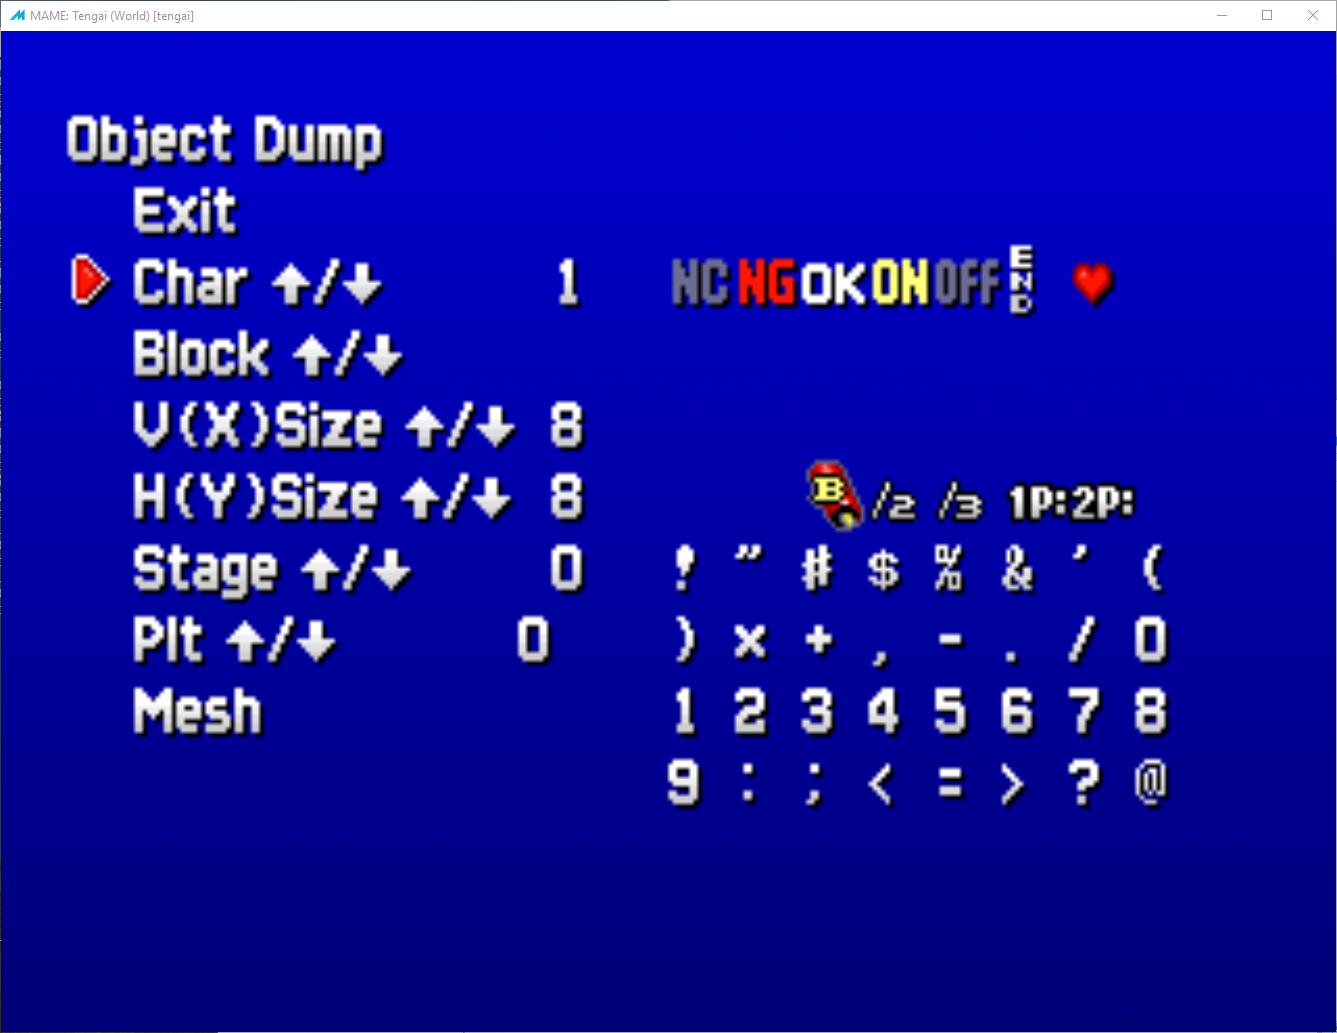 MAME: Tengai (World) [tengai]
Object Dump
Exit
Char ↑/↓ 1
Block ↑/↓
V(X)Size ↑/↓ 8
H(Y)Size ↑/↓ 8
Stage ↑/↓ 0
Plt ↑/↓ 0
Mesh
NC NG OK ON OFF END ♥
B /2 /3 1P: 2P:
! " # $ % & ' (
) × + , - . / 0
1 2 3 4 5 6 7 8
9 : ; < = > ? @